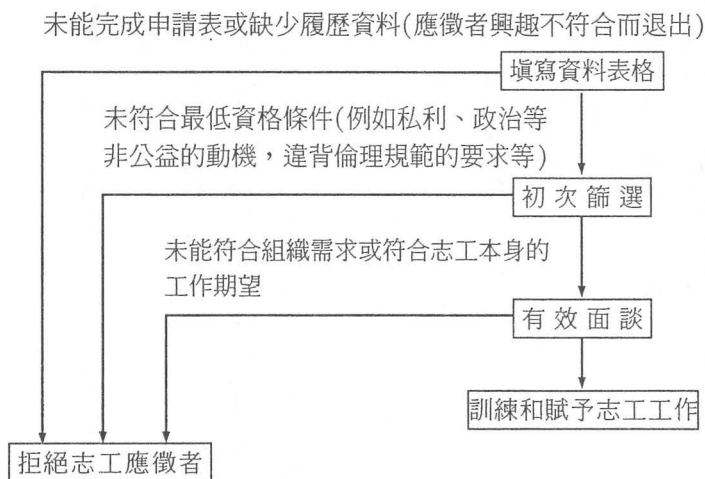 未能完成申請表或缺少履歷資料(應徵者興趣不符合而退出)
填寫資料表格
未符合最低資格條件(例如私利、政治等
非公益的動機，違背倫理規範的要求等)
初次篩選
未能符合組織需求或符合志工本身的
工作期望
有效面談
訓練和賦予志工工作
拒絕志工應徵者